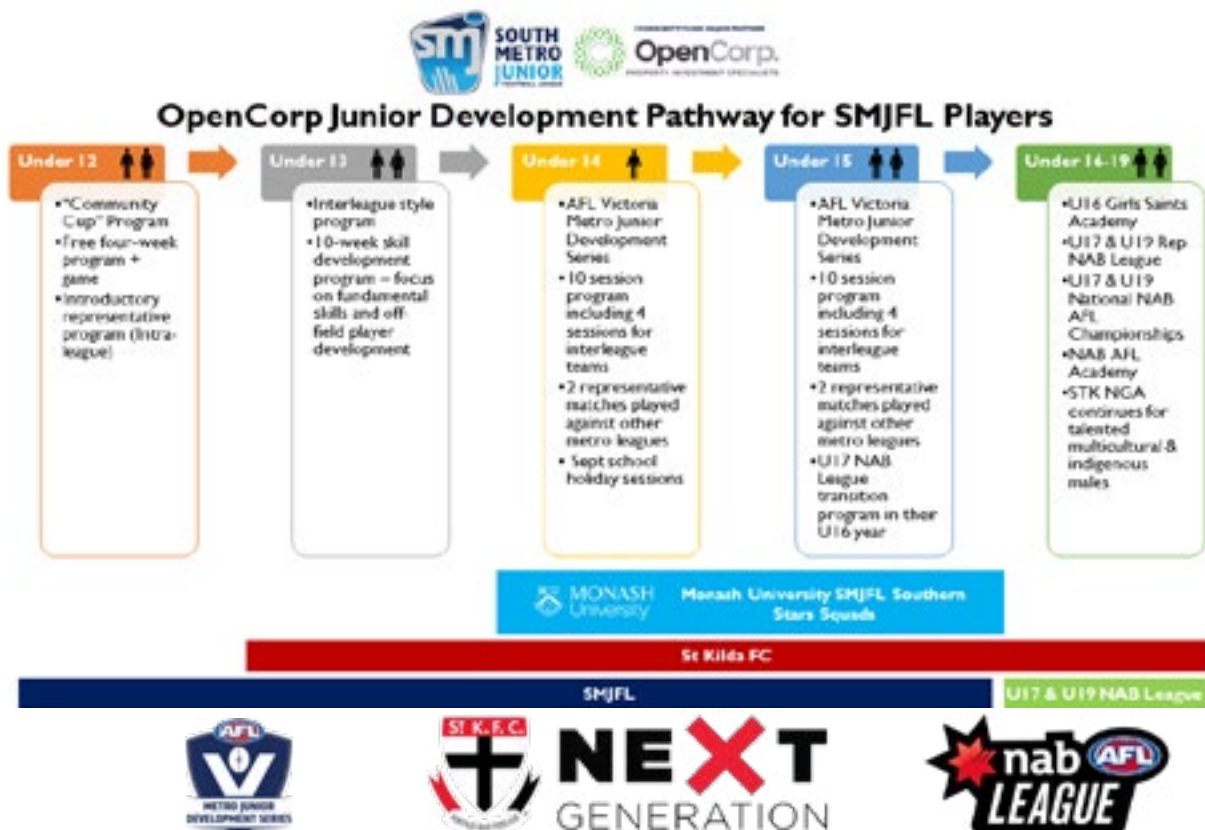 smj SOUTH
METRO
JUNIOR
FOOTBALL LEAGUE
OpenCorp.
PROPERTY INVESTMENT SPECIALISTS
OpenCorp Junior Development Pathway for SMJFL Players
Under 12
•"Community
Cup" Program
•Free four-week
program +
game
•Introductory
representative
program (Intra-
league)
Under 13
•Interleague style
program
•10-week skill
development
program – focus
on fundamental
skills and off-
field player
development
Under 14
•AFL Victoria
Metro Junior
Development
Series
•10 session
program
including 4
sessions for
interleague
teams
•2 representative
matches played
against other
metro leagues
• Sept school
holiday sessions
Under 15
•AFL Victoria
Metro Junior
Development
Series
•10 session
program
including 4
sessions for
interleague
teams
•2 representative
matches played
against other
metro leagues
•U17 NAB
League
transition
program in their
U16 year
Under 16-19
•U16 Girls Saints
Academy
•U17 & U19 Rep
NAB League
•U17 & U19
National NAB
AFL
Championships
•NAB AFL
Academy
•STK NGA
continues for
talented
multicultural &
indigenous
males
MONASH
University
Monash University SMJFL Southern
Stars Squads
St Kilda FC
SMJFL
U17 & U19 NAB League
AFL
V
METRO JUNIOR
DEVELOPMENT SERIES
ST K.F.C.
NEXT
GENERATION
nab AFL
LEAGUE